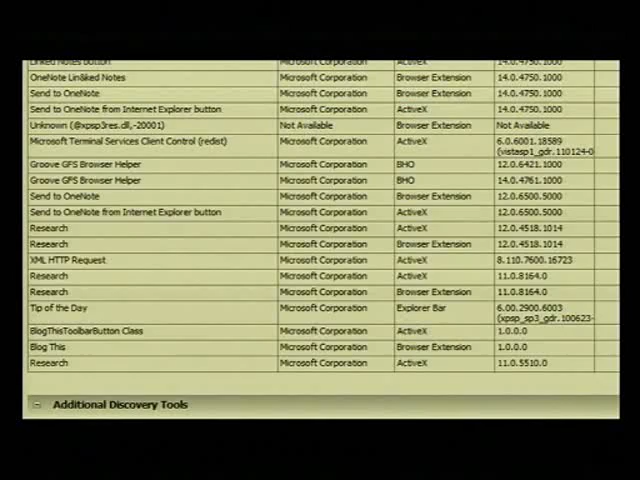 Linked Notes button Microsoft Corporation ActiveX 14.0.4750.1000
OneNote Lin&ked Notes Microsoft Corporation Browser Extension 14.0.4750.1000
Send to OneNote Microsoft Corporation Browser Extension 14.0.4750.1000
Send to OneNote from Internet Explorer button Microsoft Corporation ActiveX 14.0.4750.1000
Unknown (@xpsp3res.dll,-20001) Not Available Browser Extension Not Available
Microsoft Terminal Services Client Control (redist) Microsoft Corporation ActiveX 6.0.6001.18589
(vistasp1_gdr.110124-0
Groove GFS Browser Helper Microsoft Corporation BHO 12.0.6421.1000
Groove GFS Browser Helper Microsoft Corporation BHO 14.0.4761.1000
Send to OneNote Microsoft Corporation Browser Extension 12.0.6500.5000
Send to OneNote from Internet Explorer button Microsoft Corporation ActiveX 12.0.6500.5000
Research Microsoft Corporation ActiveX 12.0.4518.1014
Research Microsoft Corporation Browser Extension 12.0.4518.1014
XML HTTP Request Microsoft Corporation ActiveX 8.110.7600.16723
Research Microsoft Corporation ActiveX 11.0.8164.0
Research Microsoft Corporation Browser Extension 11.0.8164.0
Tip of the Day Microsoft Corporation Explorer Bar 6.00.2900.6003
(xpsp_sp3_gdr.100623-
BlogThisToolbarButton Class Microsoft Corporation ActiveX 1.0.0.0
Blog This Microsoft Corporation Browser Extension 1.0.0.0
Research Microsoft Corporation ActiveX 11.0.5510.0
Additional Discovery Tools